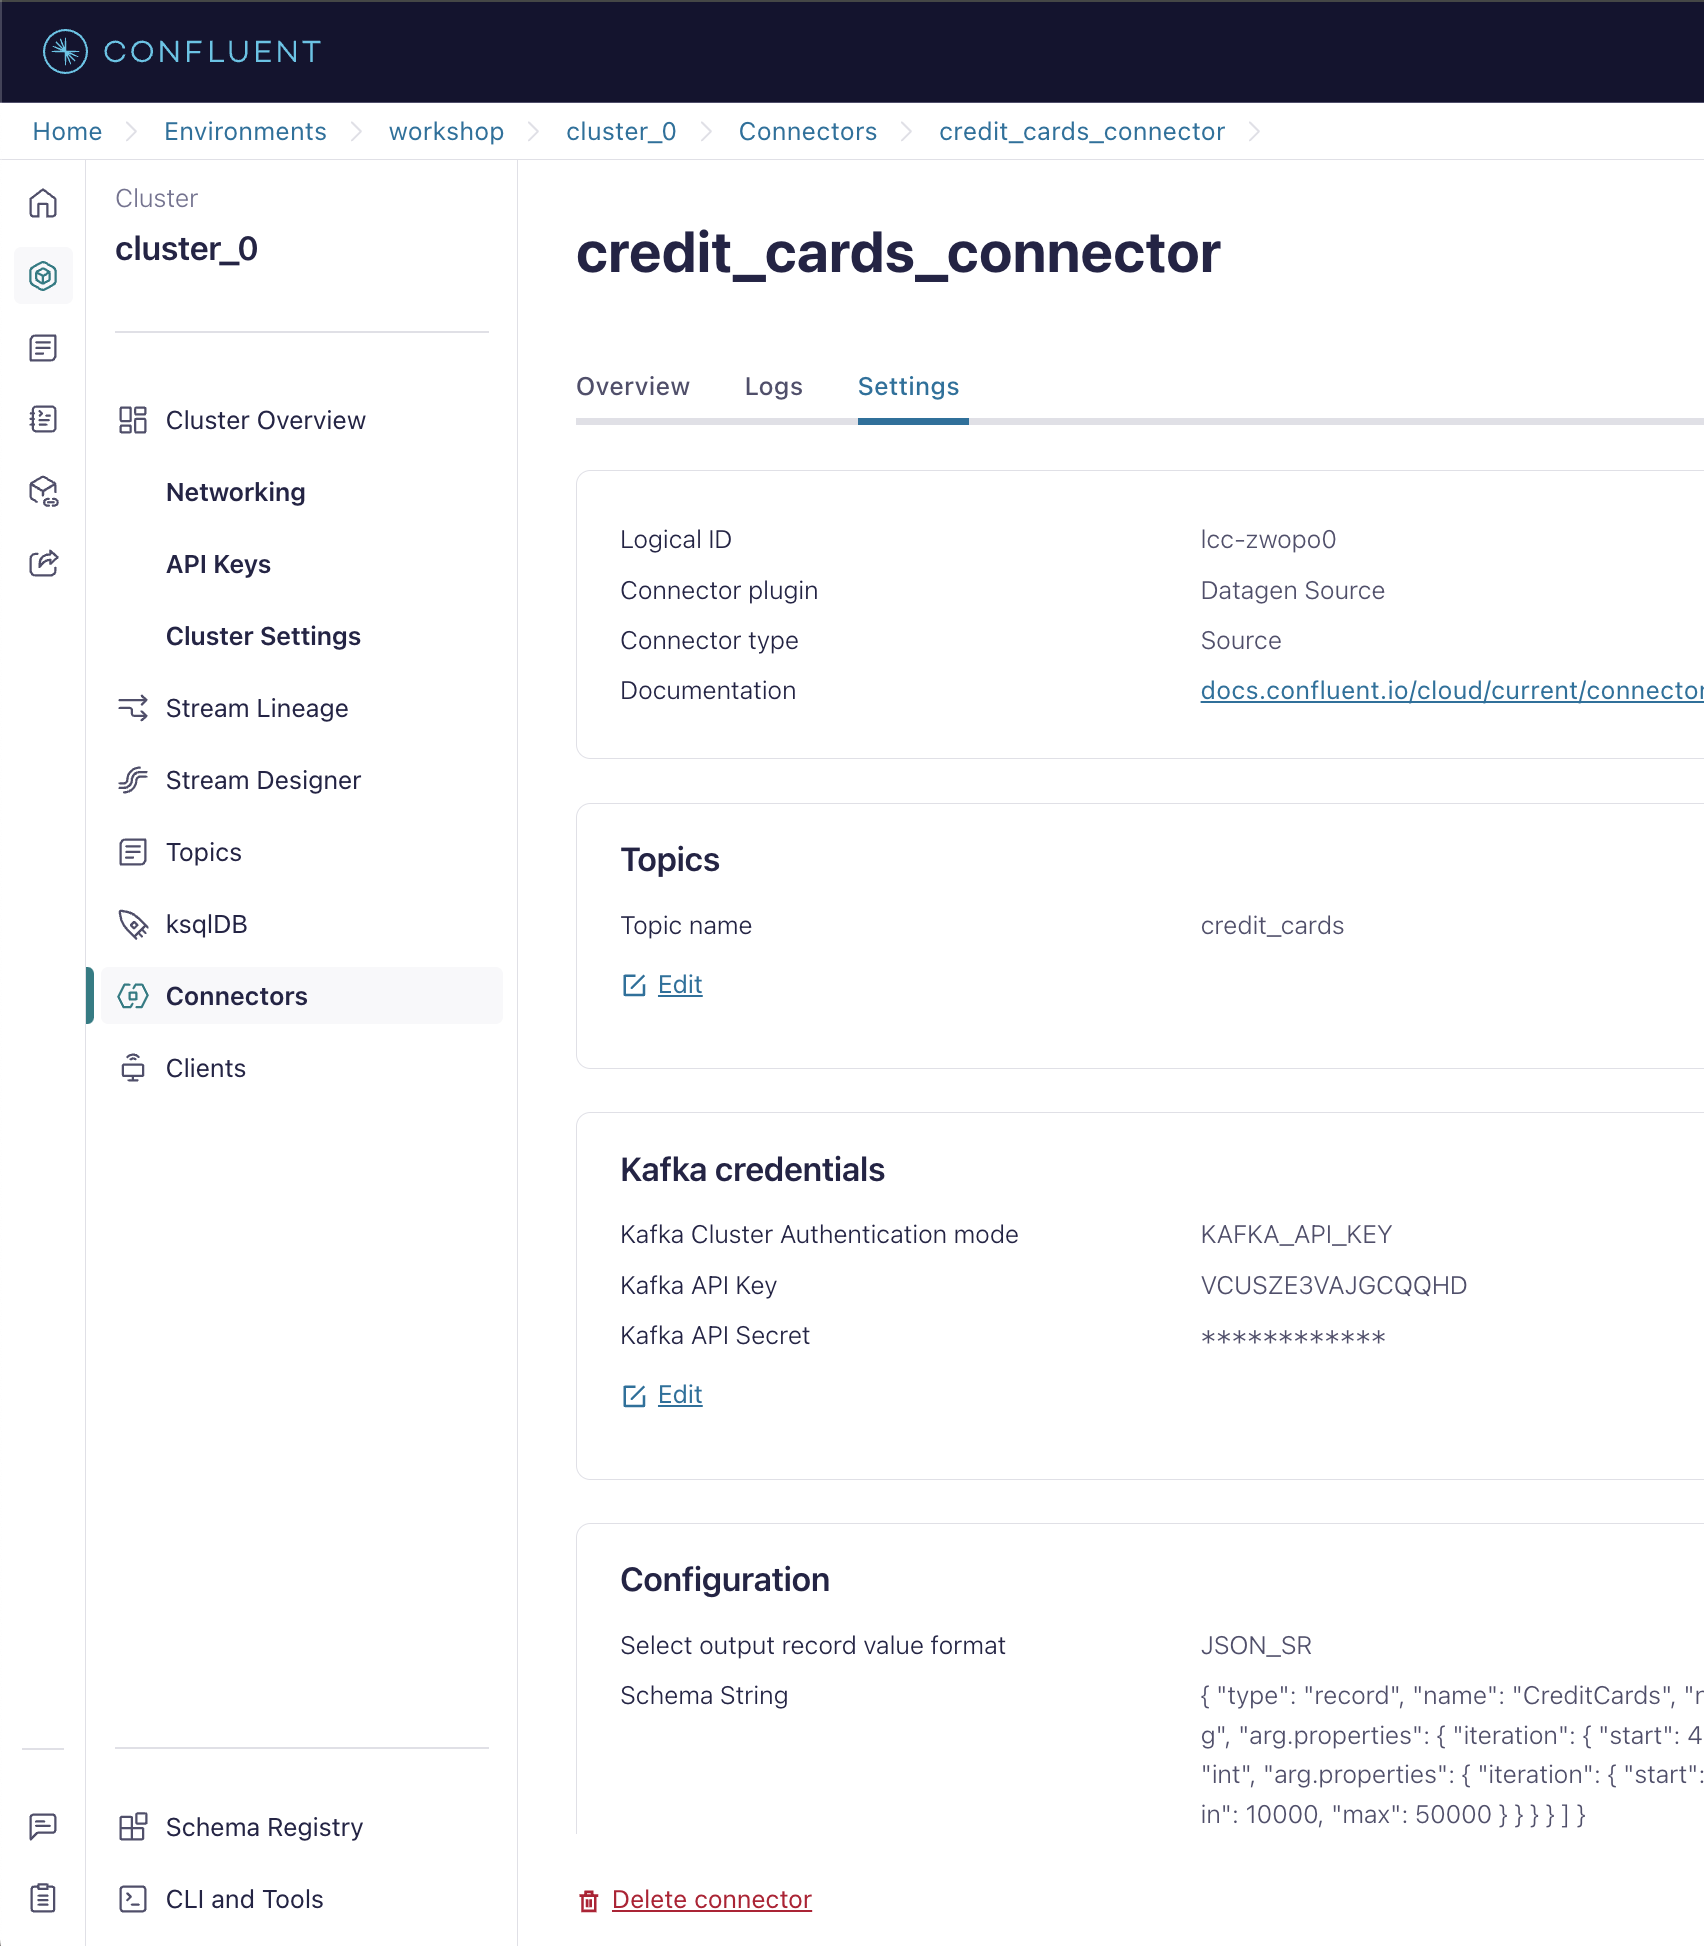 CONFLUENT
Home
Environments
workshop
cluster_0
Connectors
credit_cards_connector
Cluster
cluster_0
Cluster Overview
Networking
API Keys
Cluster Settings
Stream Lineage
Stream Designer
Topics
ksqlDB
Connectors
Clients
Schema Registry
CLI and Tools
credit_cards_connector
Overview
Logs
Settings
Logical ID
lcc-zwopo0
Connector plugin
Datagen Source
Connector type
Source
Documentation
docs.confluent.io/cloud/current/connector
Topics
Topic name
credit_cards
Edit
Kafka credentials
Kafka Cluster Authentication mode
KAFKA_API_KEY
Kafka API Key
VCUSZE3VAJGCQQHD
Kafka API Secret
************
Edit
Configuration
Select output record value format
JSON_SR
Schema String
{ "type": "record", "name": "CreditCards", "n
g", "arg.properties": { "iteration": { "start": 4
"int", "arg.properties": { "iteration": { "start":
in": 10000, "max": 50000 } } } } ] }
Delete connector